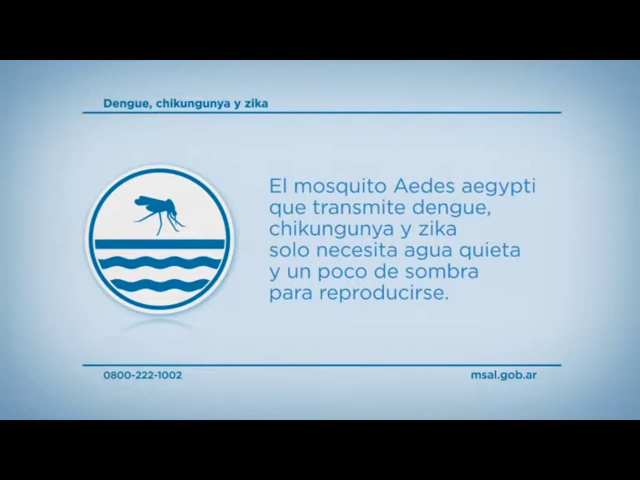 Dengue, chikungunya y zika
El mosquito Aedes aegypti
que transmite dengue,
chikungunya y zika
solo necesita agua quieta
y un poco de sombra
para reproducirse.
0800-222-1002
msal.gob.ar